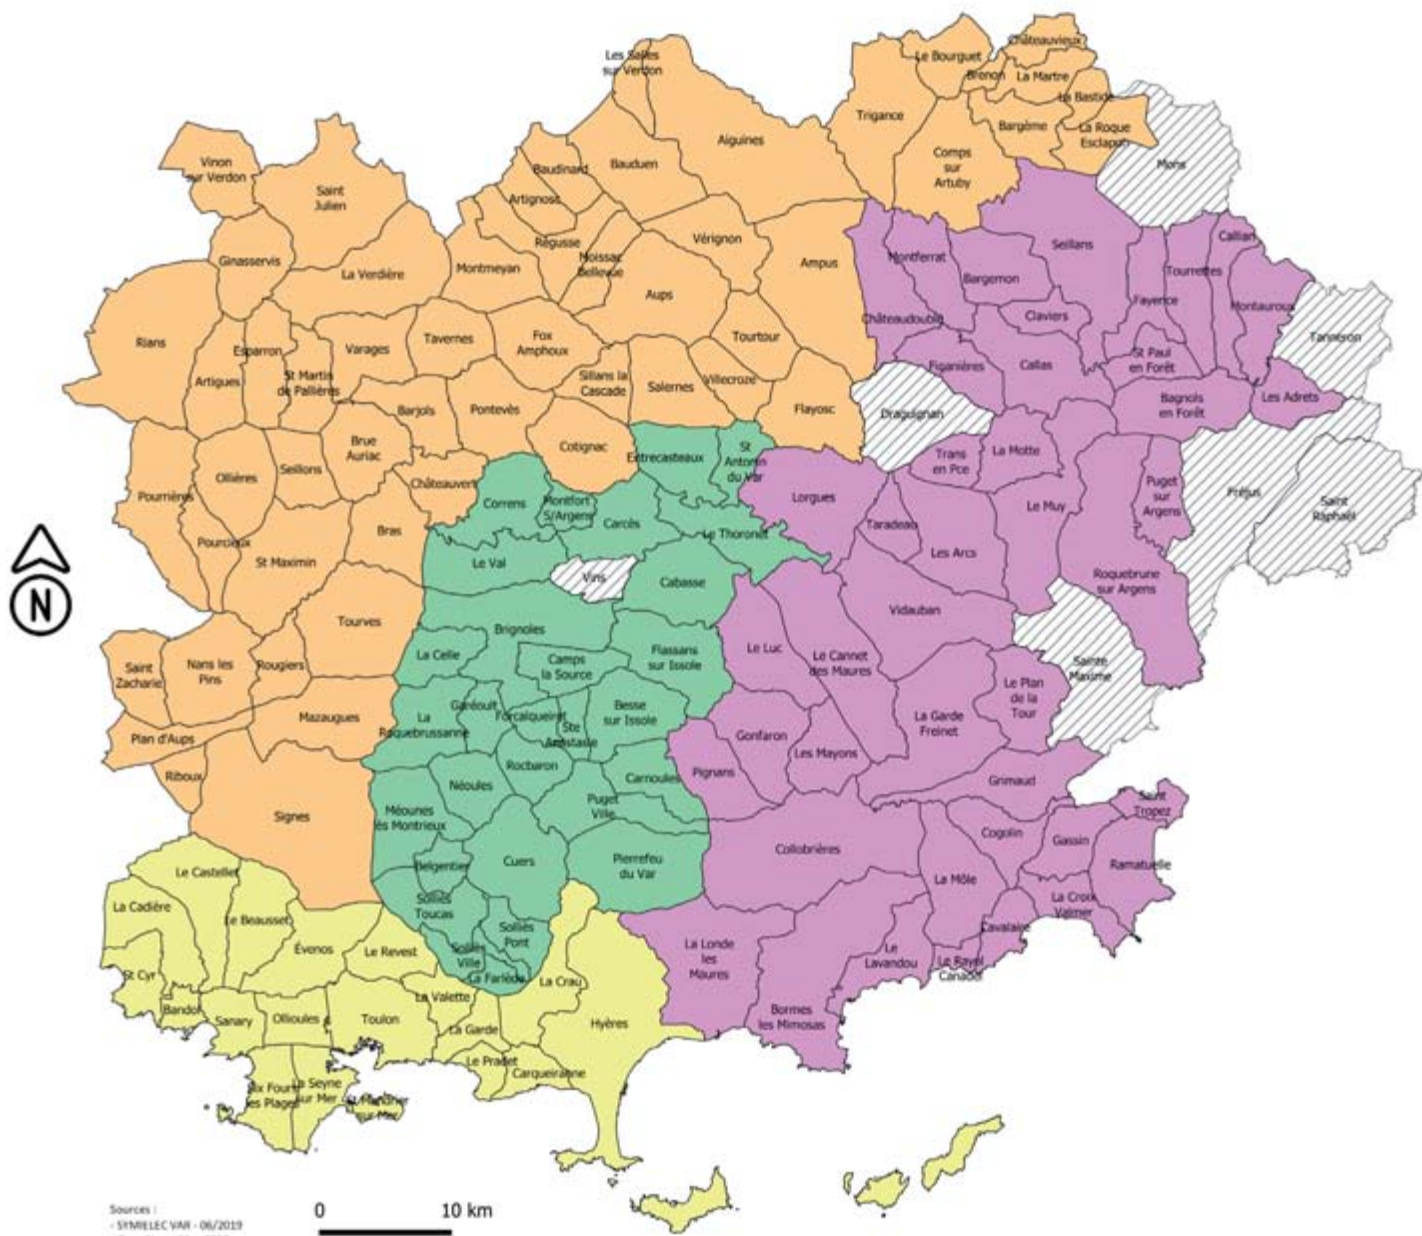 Les Salles
sur Verdon
Aiguines
Trigance
Le Bourguet
Châteauvieux
Brenon
La Martre
La Bastide
Bargème
La Roque
Esclapon
Comps
sur
Artuby
Mons
Vinon
sur Verdon
Saint
Julien
Baudinard
Bauduen
Artignosc
Ginasservis
La Verdière
Montmeyan
Régusse
Moissac
Bellevue
Vérignon
Aups
Ampus
Montferrat
Bargemon
Seillans
Callian
Tourrettes
Fayence
Montauroux
Tanneron
Châteaudouble
Claviers
Rians
Artigues
Esparron
St Martin
de Pallières
Varages
Tavernes
Fox
Amphoux
Sillans la
Cascade
Salernes
Villecroze
Tourtour
Flayosc
Figanières
Callas
St Paul
en Forêt
Bagnols
en Forêt
Les Adrets
Draguignan
Barjols
Pontevès
Cotignac
Brue
Auriac
Seillons
Ollières
Pourrières
Pourcieux
Châteauvert
Bras
St Maximin
Correns
Montfort
S/Argens
Carcès
Entrecasteaux
St
Antonin
du Var
Lorgues
Trans
en Pce
La Motte
Taradeau
Les Arcs
Le Muy
Puget
sur
Argens
Fréjus
Saint
Raphaël
Roquebrune
sur Argens
Le Thoronet
Le Val
Vins
Cabasse
Vidauban
Tourves
Brignoles
La Celle
Camps
la Source
Flassans
sur Issole
Le Luc
Le Cannet
des Maures
Sainte
Maxime
Le Plan
de la
Tour
La Garde
Freinet
Saint
Zacharie
Nans les
Pins
Rougiers
Mazaugues
Plan d'Aups
Riboux
Signes
La
Roquebrussanne
Garéoult
Forcalqueiret
Ste
Anastasie
Besse
sur Issole
Rocbaron
Néoules
Carnoules
Puget
Ville
Pignans
Gonfaron
Les Mayons
Grimaud
Méounes
lès Montrieux
Belgentier
Cuers
Pierrefeu
du Var
Collobrières
Cogolin
Saint
Tropez
Gassin
Ramatuelle
La Môle
La Croix
Valmer
Cavalaire
Le Rayol
Canadel
Le
Lavandou
Bormes
les Mimosas
La Londe
les
Maures
Solliès
Toucas
Solliès
Pont
Solliès
Ville
La Farlède
Le Castellet
La Cadière
Le Beausset
Évenos
Le Revest
St Cyr
Bandol
Sanary
Ollioules
Toulon
La Valette
La Garde
La Crau
Hyères
Le Pradet
Carqueiranne
Six Fours
les Plages
La Seyne
sur Mer
St Mandrier
sur Mer
N
Sources :
- SYMIELEC VAR - 06/2019
0 10 km